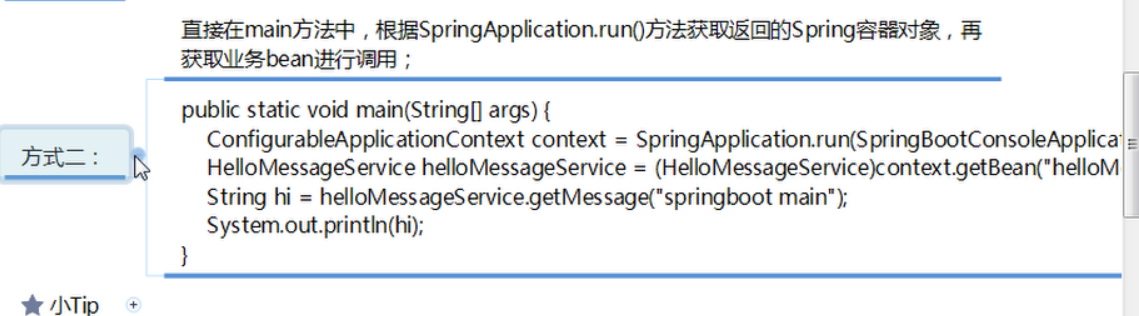 直接在main方法中，根据SpringApplication.run()方法获取返回的Spring容器对象，再
获取业务bean进行调用；
public static void main(String[] args) {
ConfigurableApplicationContext context = SpringApplication.run(
HelloMessageService helloMessageService = (HelloMessageService)context.getBean(
String hi = helloMessageService.getMessage("springboot main");
System.out.println(hi);
}
方式二：
小Tip